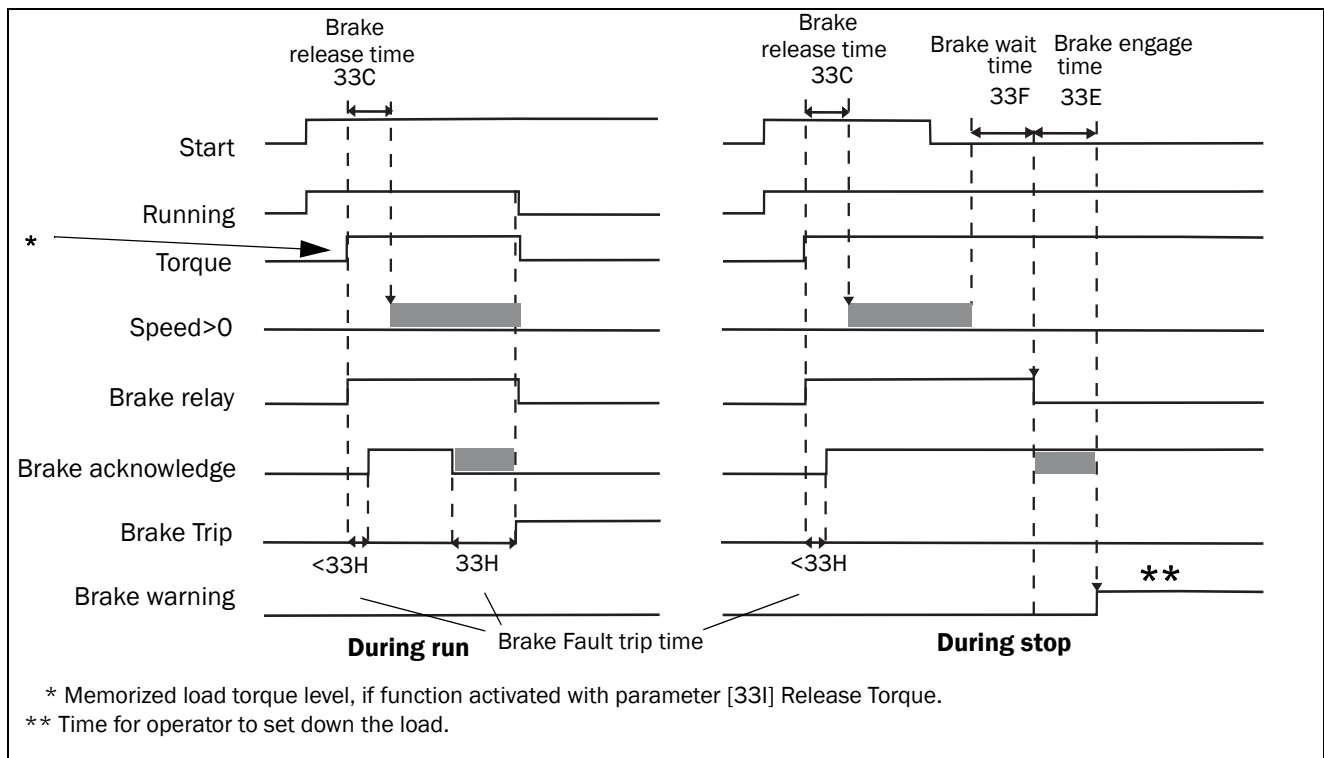 Brake
release time
33C
Brake
release time
33C
Brake wait
time
33F
Brake engage
time
33E
Start
Running
*
Torque
Speed>0
Brake relay
Brake acknowledge
Brake Trip
<33H
33H
<33H
Brake warning
**
During run
Brake Fault trip time
During stop
* Memorized load torque level, if function activated with parameter [33I] Release Torque.
** Time for operator to set down the load.